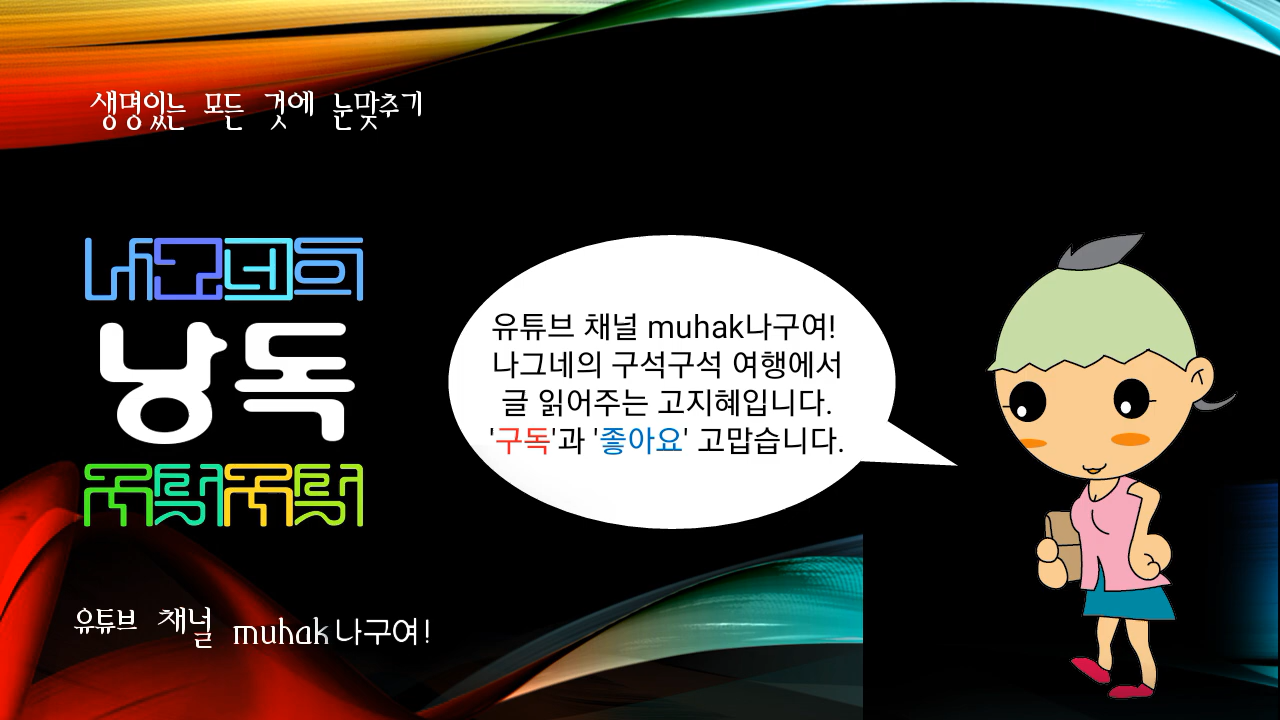 생명있는 모든 것에 눈맞추기
나그네의
낭독
유튜브 채널 muhak나구여!
나그네의 구석구석 여행에서
글 읽어주는 고지혜입니다.
'구독'과 '좋아요' 고맙습니다.
유튜브 채널 muhak나구여!